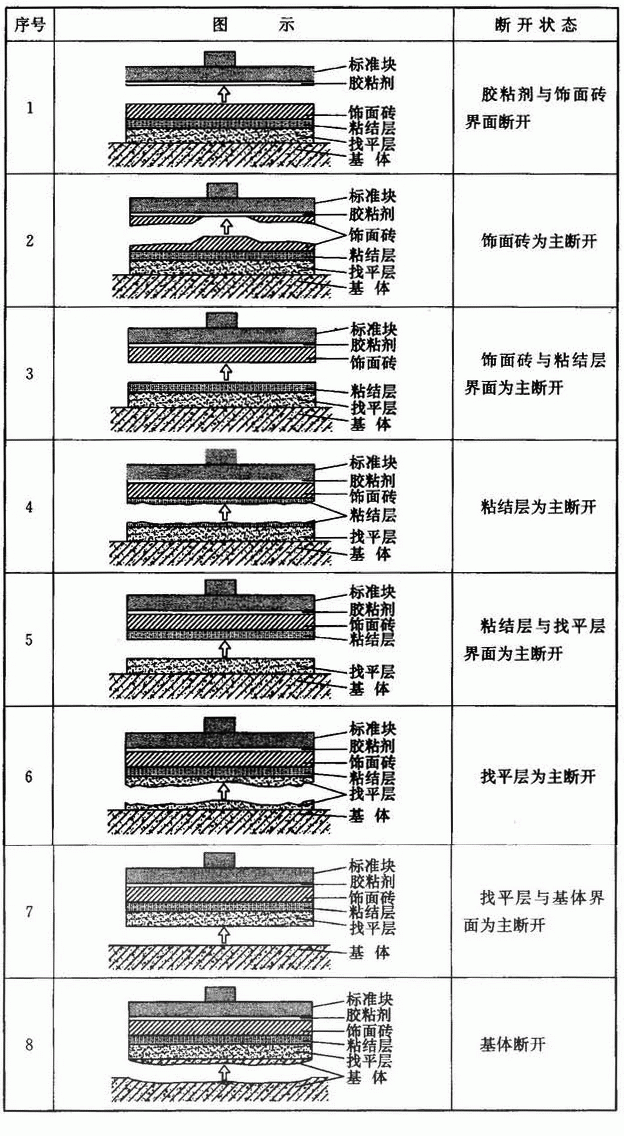 序号 图 示 断开状态
1
标准块
胶粘剂
饰面砖
粘结层
找平层
基 体
胶粘剂与饰面砖
界面断开
2
标准块
胶粘剂
饰面砖
粘结层
找平层
基 体
饰面砖为主断开
3
标准块
胶粘剂
饰面砖
粘结层
找平层
基 体
饰面砖与粘结层
界面为主断开
4
标准块
胶粘剂
饰面砖
粘结层
找平层
基 体
粘结层为主断开
5
标准块
胶粘剂
饰面砖
粘结层
找平层
基 体
粘结层与找平层
界面为主断开
6
标准块
胶粘剂
饰面砖
粘结层
找平层
基 体
找平层为主断开
7
标准块
胶粘剂
饰面砖
粘结层
找平层
基 体
找平层与基体界
面为主断开
8
标准块
胶粘剂
饰面砖
粘结层
找平层
基 体
基体断开